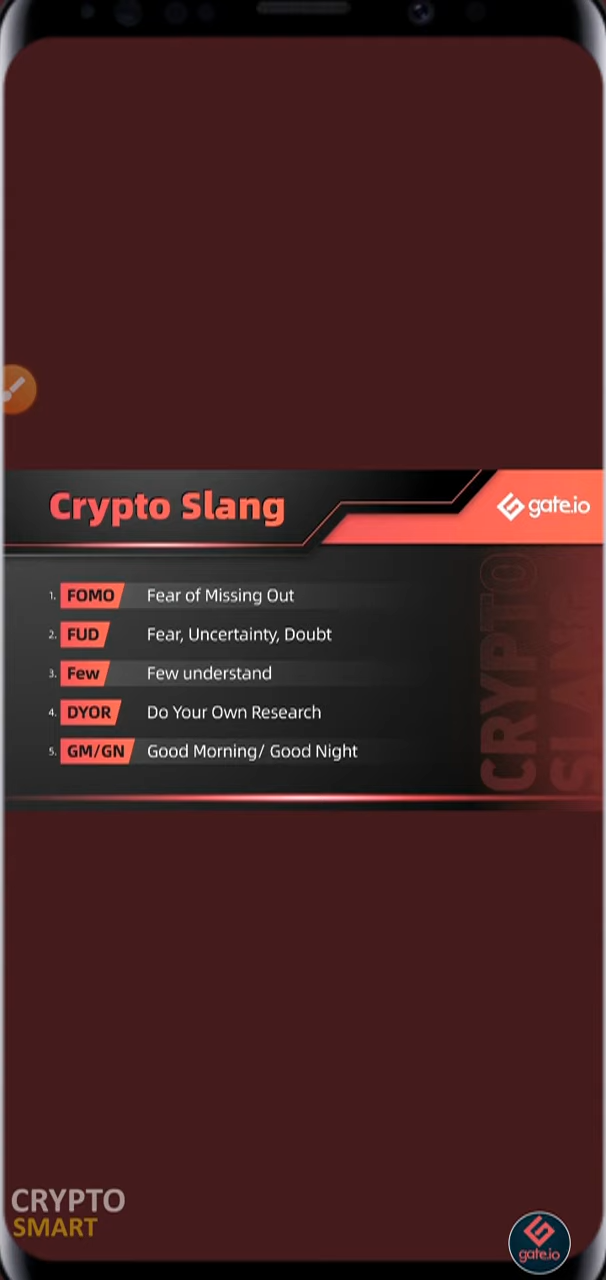 Crypto Slang
gate.io
1. FOMO Fear of Missing Out
2. FUD Fear, Uncertainty, Doubt
3. Few Few understand
4. DYOR Do Your Own Research
5. GM/GN Good Morning/ Good Night
CRYPTO
SLANG
CRYPTO
SMART
gate.io